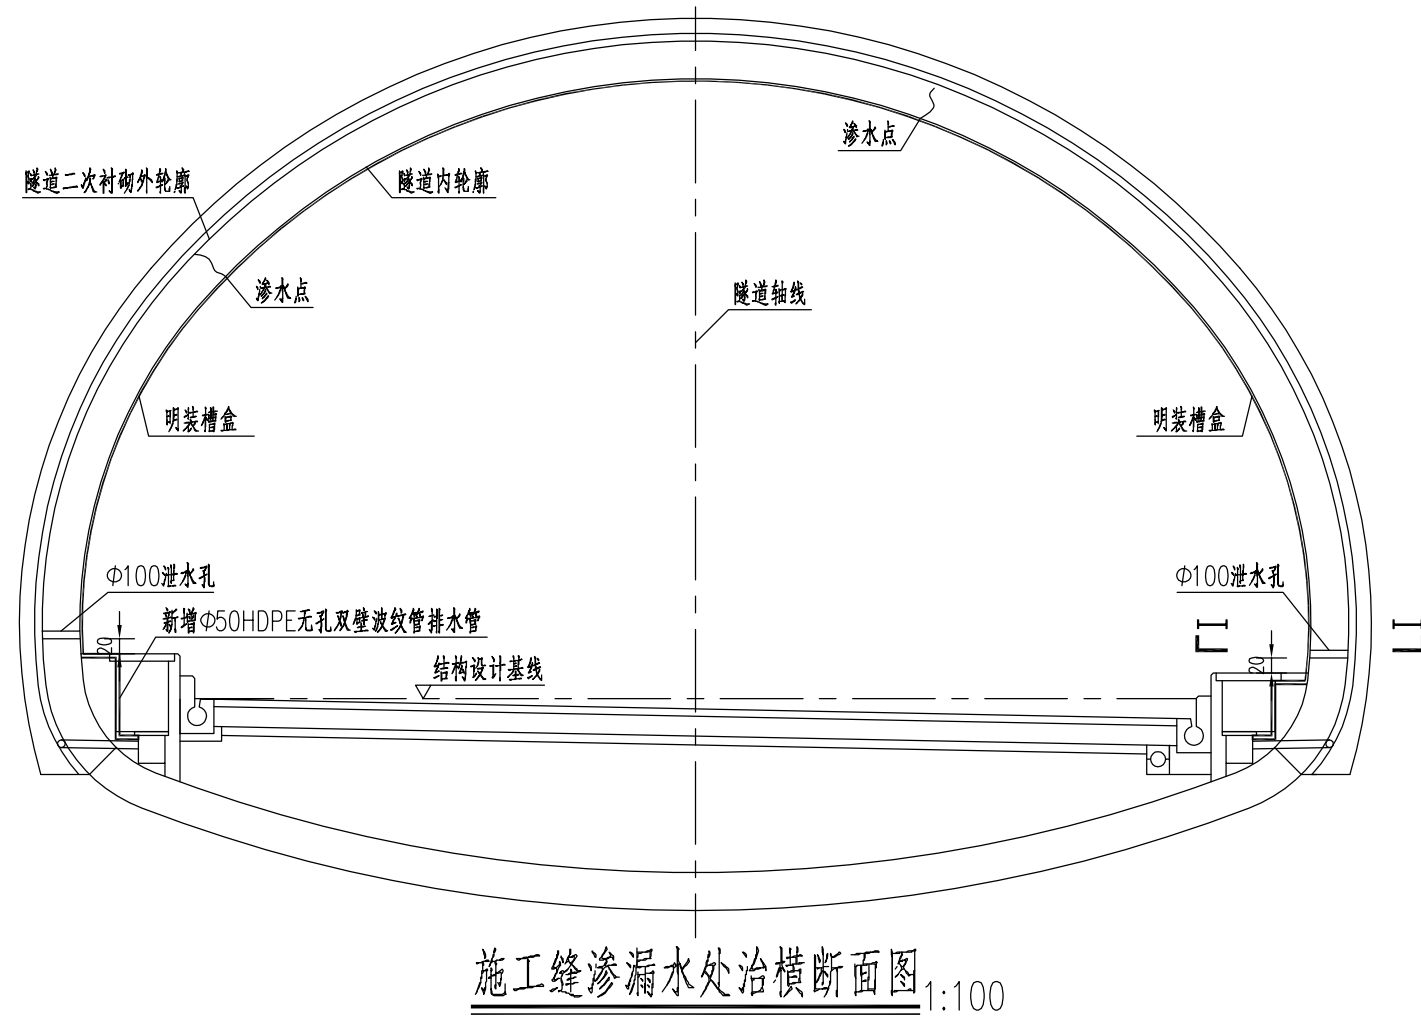 渗水点
隧道二次衬砌外轮廓
隧道内轮廓
渗水点
隧道轴线
明装槽盒
明装槽盒
Φ100泄水孔
Φ100泄水孔
新增Φ50HDPE无孔双壁波纹管排水管
20
20
结构设计基线
施工缝渗漏水处治横断面图 1:100